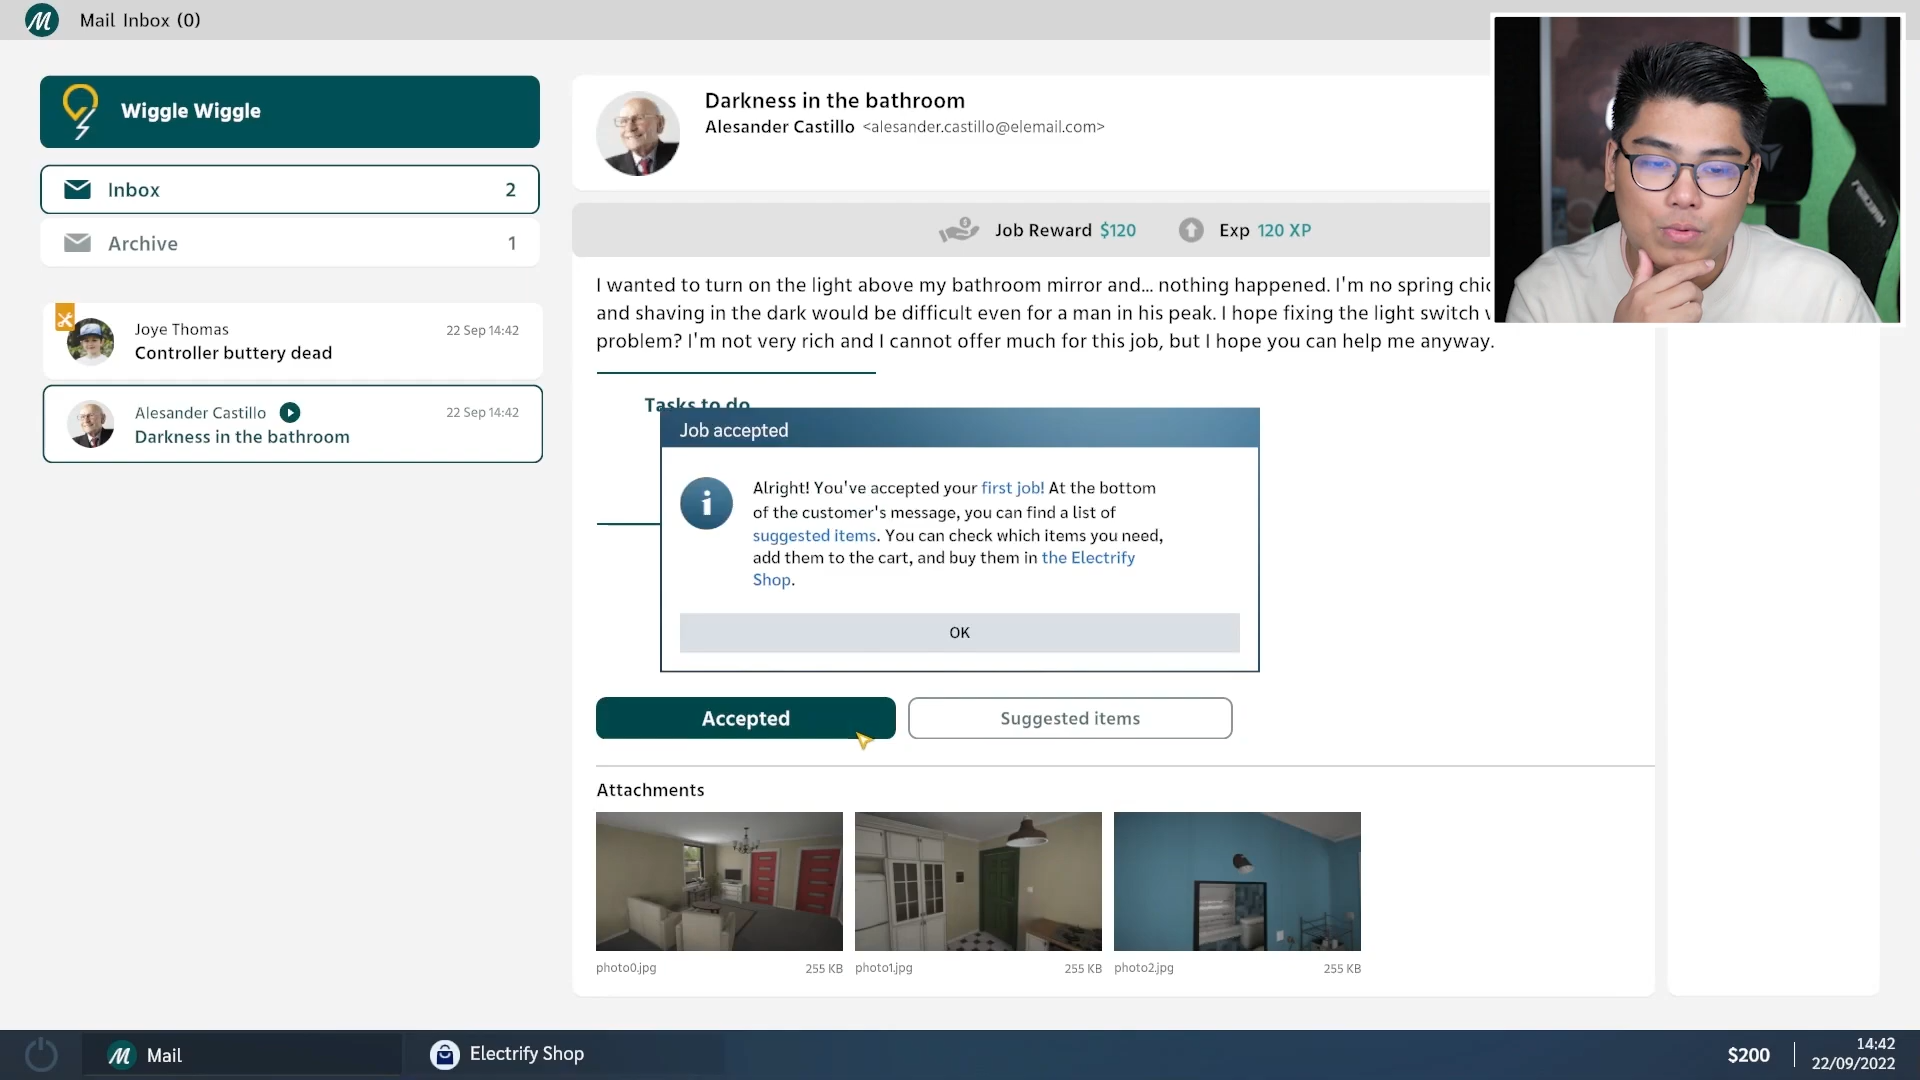 Mail Inbox (0)
Wiggle Wiggle
Inbox 2
Archive 1
Joye Thomas 22 Sep 14:42
Controller buttery dead
Alesander Castillo 22 Sep 14:42
Darkness in the bathroom
Darkness in the bathroom
Alesander Castillo <alesander.castillo@elemail.com>
Job Reward $120 Exp 120 XP
I wanted to turn on the light above my bathroom mirror and... nothing happened. I'm no spring
and shaving in the dark would be difficult even for a man in his peak. I hope fixing the light switch
problem? I'm not very rich and I cannot offer much for this job, but I hope you can help me anyway.
Tasks to do
Job accepted
Alright! You've accepted your first job! At the bottom
of the customer's message, you can find a list of
suggested items. You can check which items you need,
add them to the cart, and buy them in the Electrify
Shop.
OK
Accepted Suggested items
Attachments
photo0.jpg 255 KB photo1.jpg 255 KB photo2.jpg 255 KB
Mail Electrify Shop $200 14:42
22/09/2022